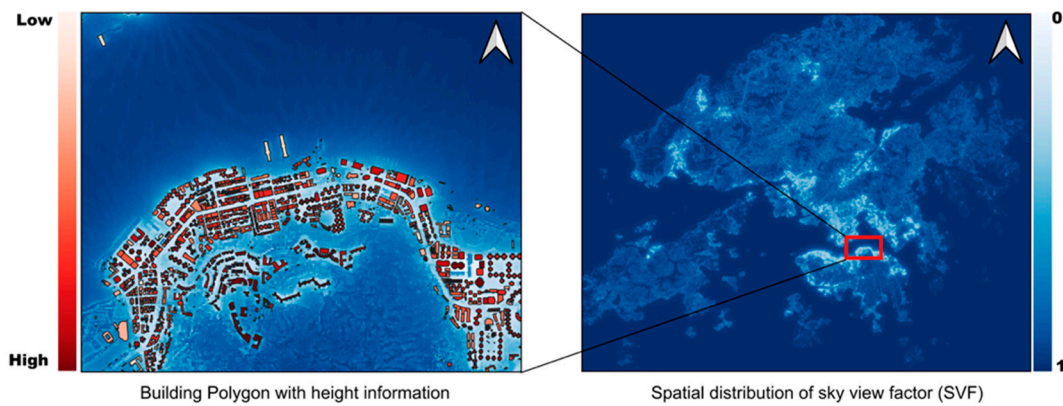 Low
High
0
1
Building Polygon with height information
Spatial distribution of sky view factor (SVF)